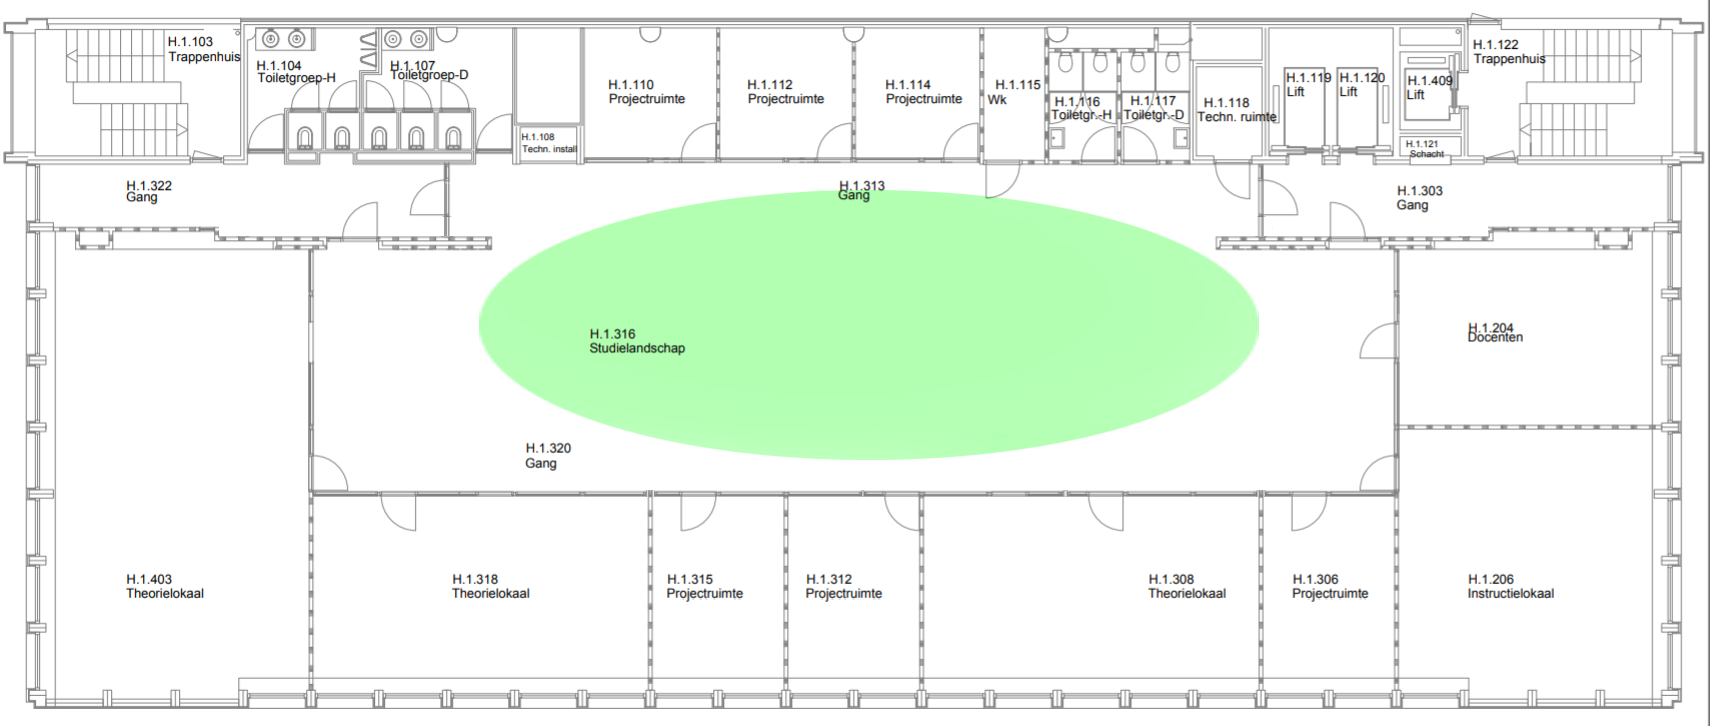 H.1.103
Trappenhuis
H.1.104
Toiletgroep-H
H.1.107
Toiletgroep-D
H.1.108
Techn. install
H.1.110
Projectruimte
H.1.112
Projectruimte
H.1.114
Projectruimte
H.1.115
Wk
H.1.116
Toiletgr.-H
H.1.117
Toiletgr.-D
H.1.118
Techn. ruimte
H.1.119
Lift
H.1.120
Lift
H.1.409
Lift
H.1.121
Schacht
H.1.122
Trappenhuis
H.1.322
Gang
H.1.313
Gang
H.1.303
Gang
H.1.316
Studielandschap
H.1.204
Docenten
H.1.320
Gang
H.1.403
Theorielokaal
H.1.318
Theorielokaal
H.1.315
Projectruimte
H.1.312
Projectruimte
H.1.308
Theorielokaal
H.1.306
Projectruimte
H.1.206
Instructielokaal